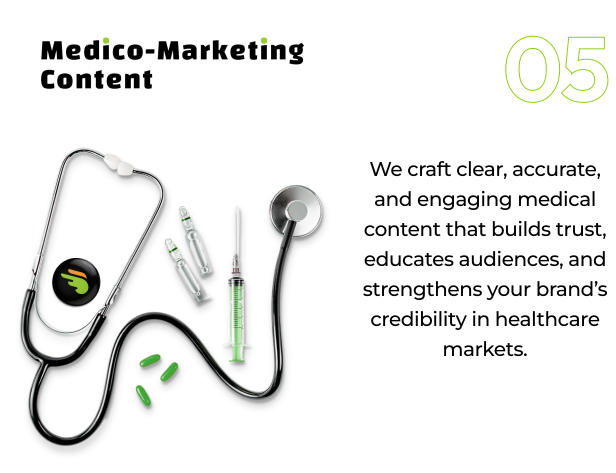 Medico-Marketing
Content
05
We craft clear, accurate,
and engaging medical
content that builds trust,
educates audiences, and
strengthens your brand’s
credibility in healthcare
markets.